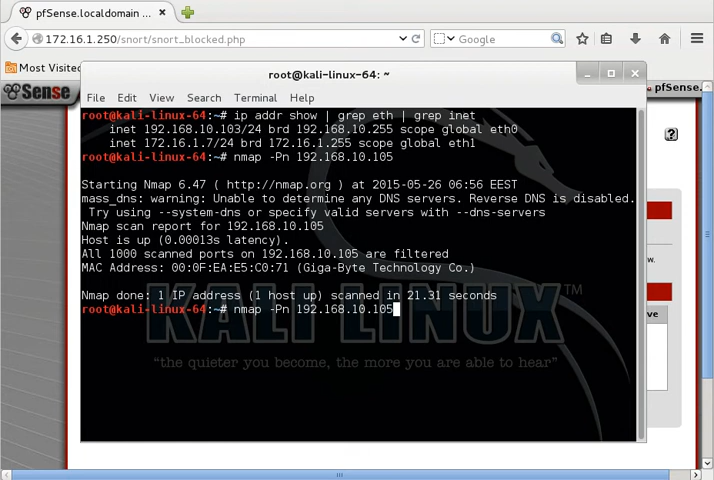 pfSense.localdomain ...
172.16.1.250/snort/snort_blocked.php
Google
Most Visited
root@kali-linux-64: ~
Sense
pfSense.
File Edit View Search Terminal Help
root@kali-linux-64:~# ip addr show | grep eth | grep inet
inet 192.168.10.103/24 brd 192.168.10.255 scope global eth0
inet 172.16.1.7/24 brd 172.16.1.255 scope global eth1
root@kali-linux-64:~# nmap -Pn 192.168.10.105
Starting Nmap 6.47 ( http://nmap.org ) at 2015-05-26 06:56 EEST
mass_dns: warning: Unable to determine any DNS servers. Reverse DNS is disabled.
Try using --system-dns or specify valid servers with --dns-servers
Nmap scan report for 192.168.10.105
Host is up (0.00013s latency).
All 1000 scanned ports on 192.168.10.105 are filtered
MAC Address: 00:0F:EA:E5:C0:71 (Giga-Byte Technology Co.)
Nmap done: 1 IP address (1 host up) scanned in 21.31 seconds
root@kali-linux-64:~# nmap -Pn 192.168.10.105
KALI LINUX™
"the quieter you become, the more you are able to hear"
w.
ve